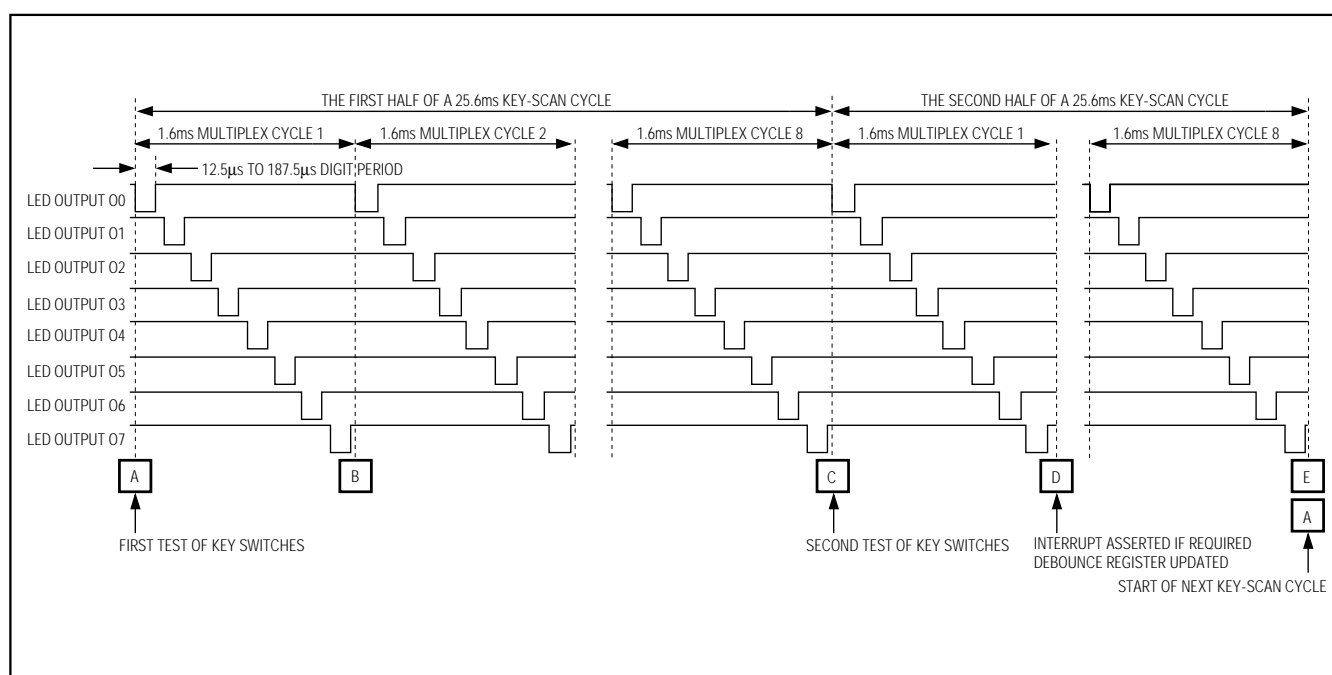 THE FIRST HALF OF A 25.6ms KEY-SCAN CYCLE
THE SECOND HALF OF A 25.6ms KEY-SCAN CYCLE
1.6ms MULTIPLEX CYCLE 1
1.6ms MULTIPLEX CYCLE 2
1.6ms MULTIPLEX CYCLE 8
1.6ms MULTIPLEX CYCLE 1
1.6ms MULTIPLEX CYCLE 8
12.5μs TO 187.5μs DIGIT PERIOD
LED OUTPUT O0
LED OUTPUT O1
LED OUTPUT O2
LED OUTPUT O3
LED OUTPUT O4
LED OUTPUT O5
LED OUTPUT O6
LED OUTPUT O7
A
B
C
D
E
A
FIRST TEST OF KEY SWITCHES
SECOND TEST OF KEY SWITCHES
INTERRUPT ASSERTED IF REQUIRED
DEBOUNCE REGISTER UPDATED
START OF NEXT KEY-SCAN CYCLE